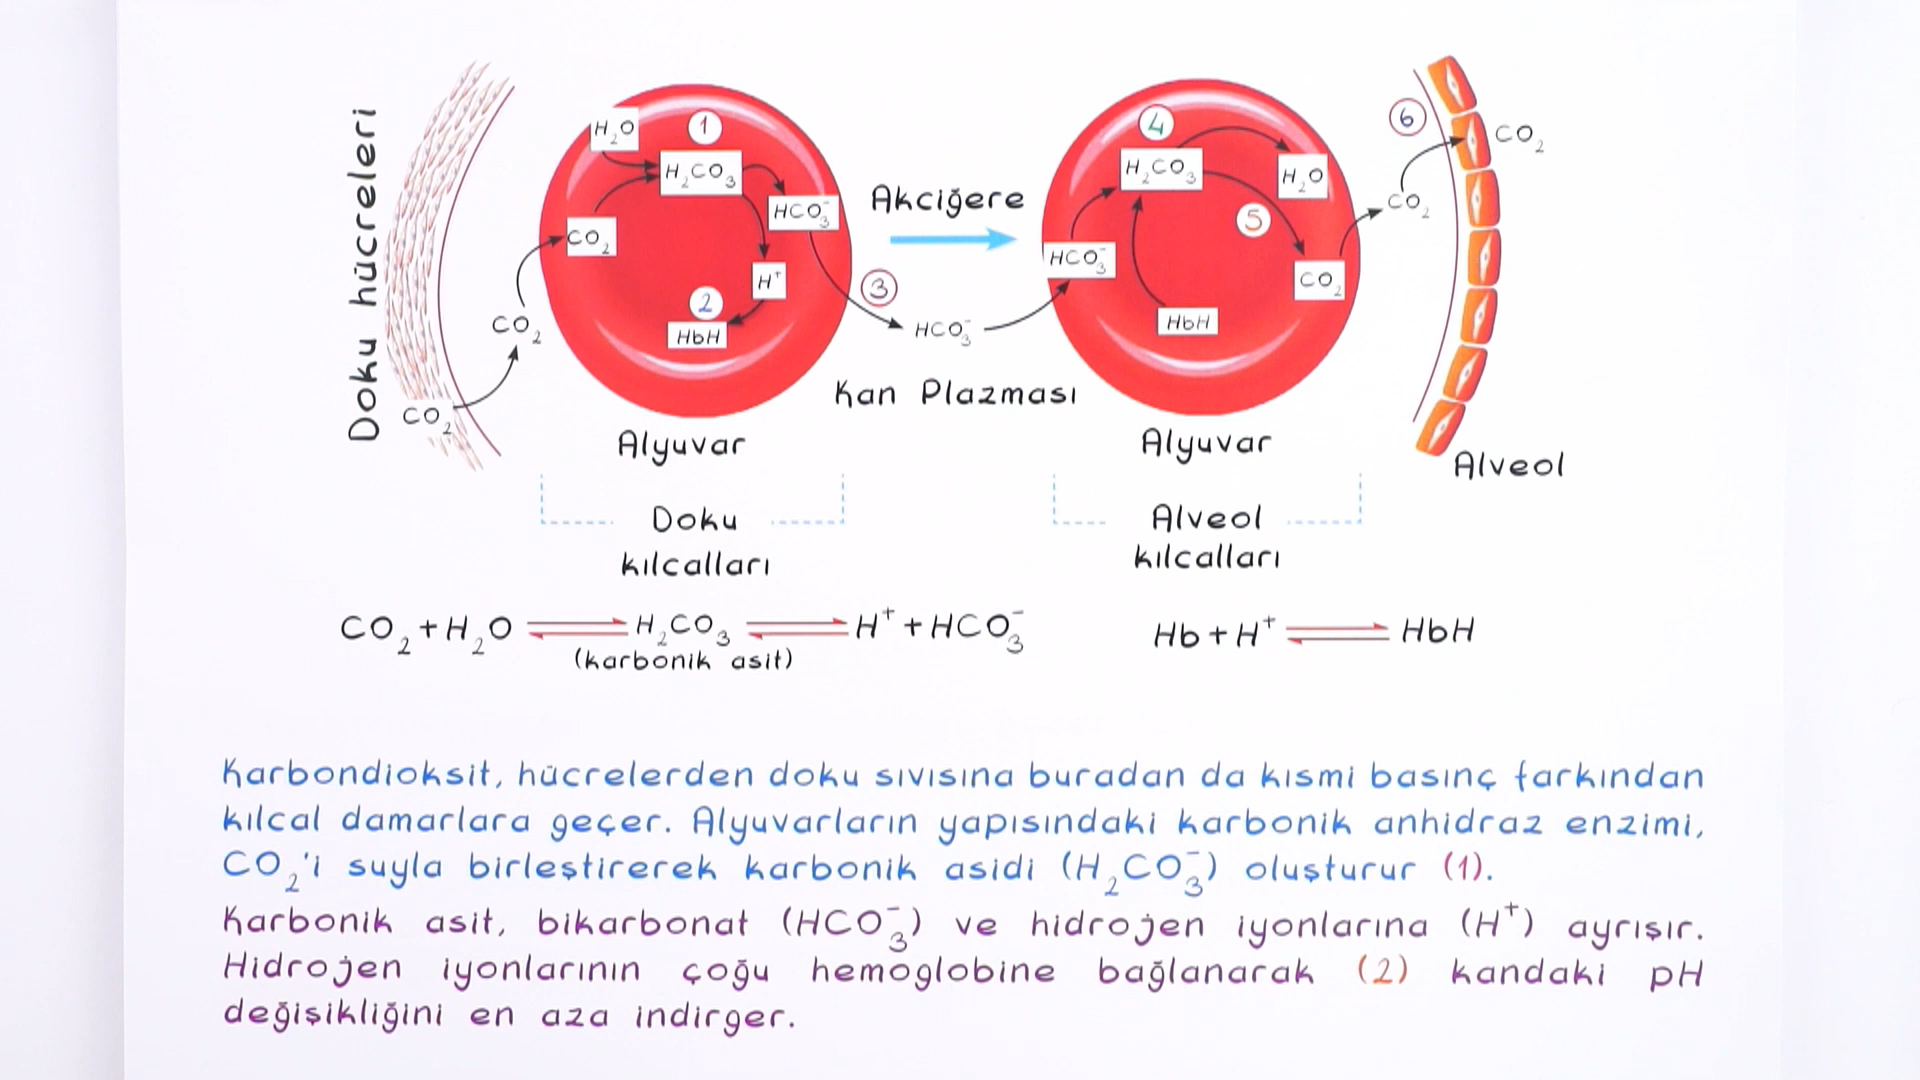 Doku hücreleri
CO₂
CO₂
CO₂
H₂O
1
H₂CO₃
HCO₃⁻
H⁺
2
HbH
3
HCO₃⁻
Akciğere
Kan Plazması
HCO₃⁻
4
H₂CO₃
H₂O
5
CO₂
HbH
CO₂
6
CO₂
Alveol
Alyuvar
Alyuvar
Doku
kılcalları
Alveol
kılcalları
CO₂+H₂O ⇌ H₂CO₃ ⇌ H⁺+HCO₃⁻
(karbonik asit)
Hb+H⁺ ⇌ HbH
Karbondioksit, hücrelerden doku sıvısına buradan da kısmi basınç farkından
kılcal damarlara geçer. Alyuvarların yapısındaki karbonik anhidraz enzimi,
CO₂'i suyla birleştirerek karbonik asidi (H₂CO₃⁻) oluşturur (1).
Karbonik asit, bikarbonat (HCO₃⁻) ve hidrojen iyonlarına (H⁺) ayrışır.
Hidrojen iyonlarının çoğu hemoglobine bağlanarak (2) kandaki pH
değişikliğini en aza indirger.